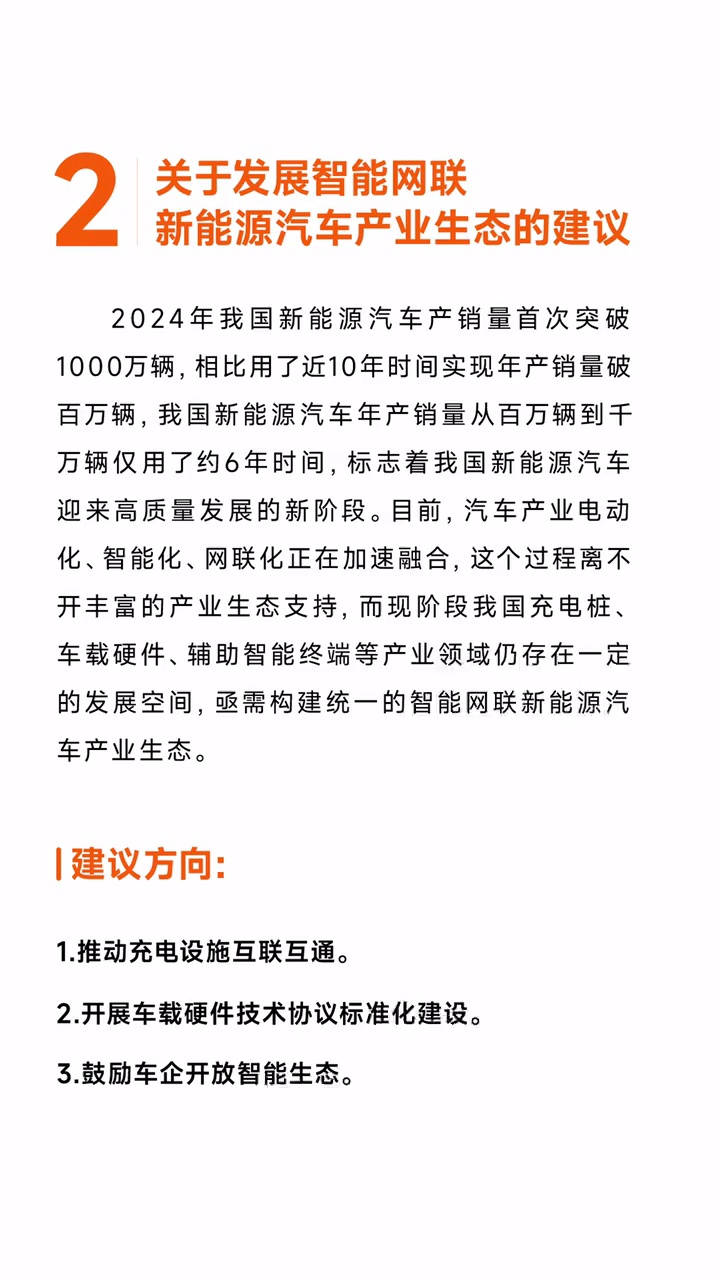 2
关于发展智能网联
新能源汽车产业生态的建议
2024年我国新能源汽车产销量首次突破
1000万辆，相比用了近10年时间实现年产销量破
百万辆，我国新能源汽车年产销量从百万辆到千
万辆仅用了约6年时间，标志着我国新能源汽车
迎来高质量发展的新阶段。目前，汽车产业电动
化、智能化、网联化正在加速融合，这个过程离不
开丰富的产业生态支持，而现阶段我国充电桩、
车载硬件、辅助智能终端等产业领域仍存在一定
的发展空间，亟需构建统一的智能网联新能源汽
车产业生态。
建议方向：
1.推动充电设施互联互通。
2.开展车载硬件技术协议标准化建设。
3.鼓励车企开放智能生态。